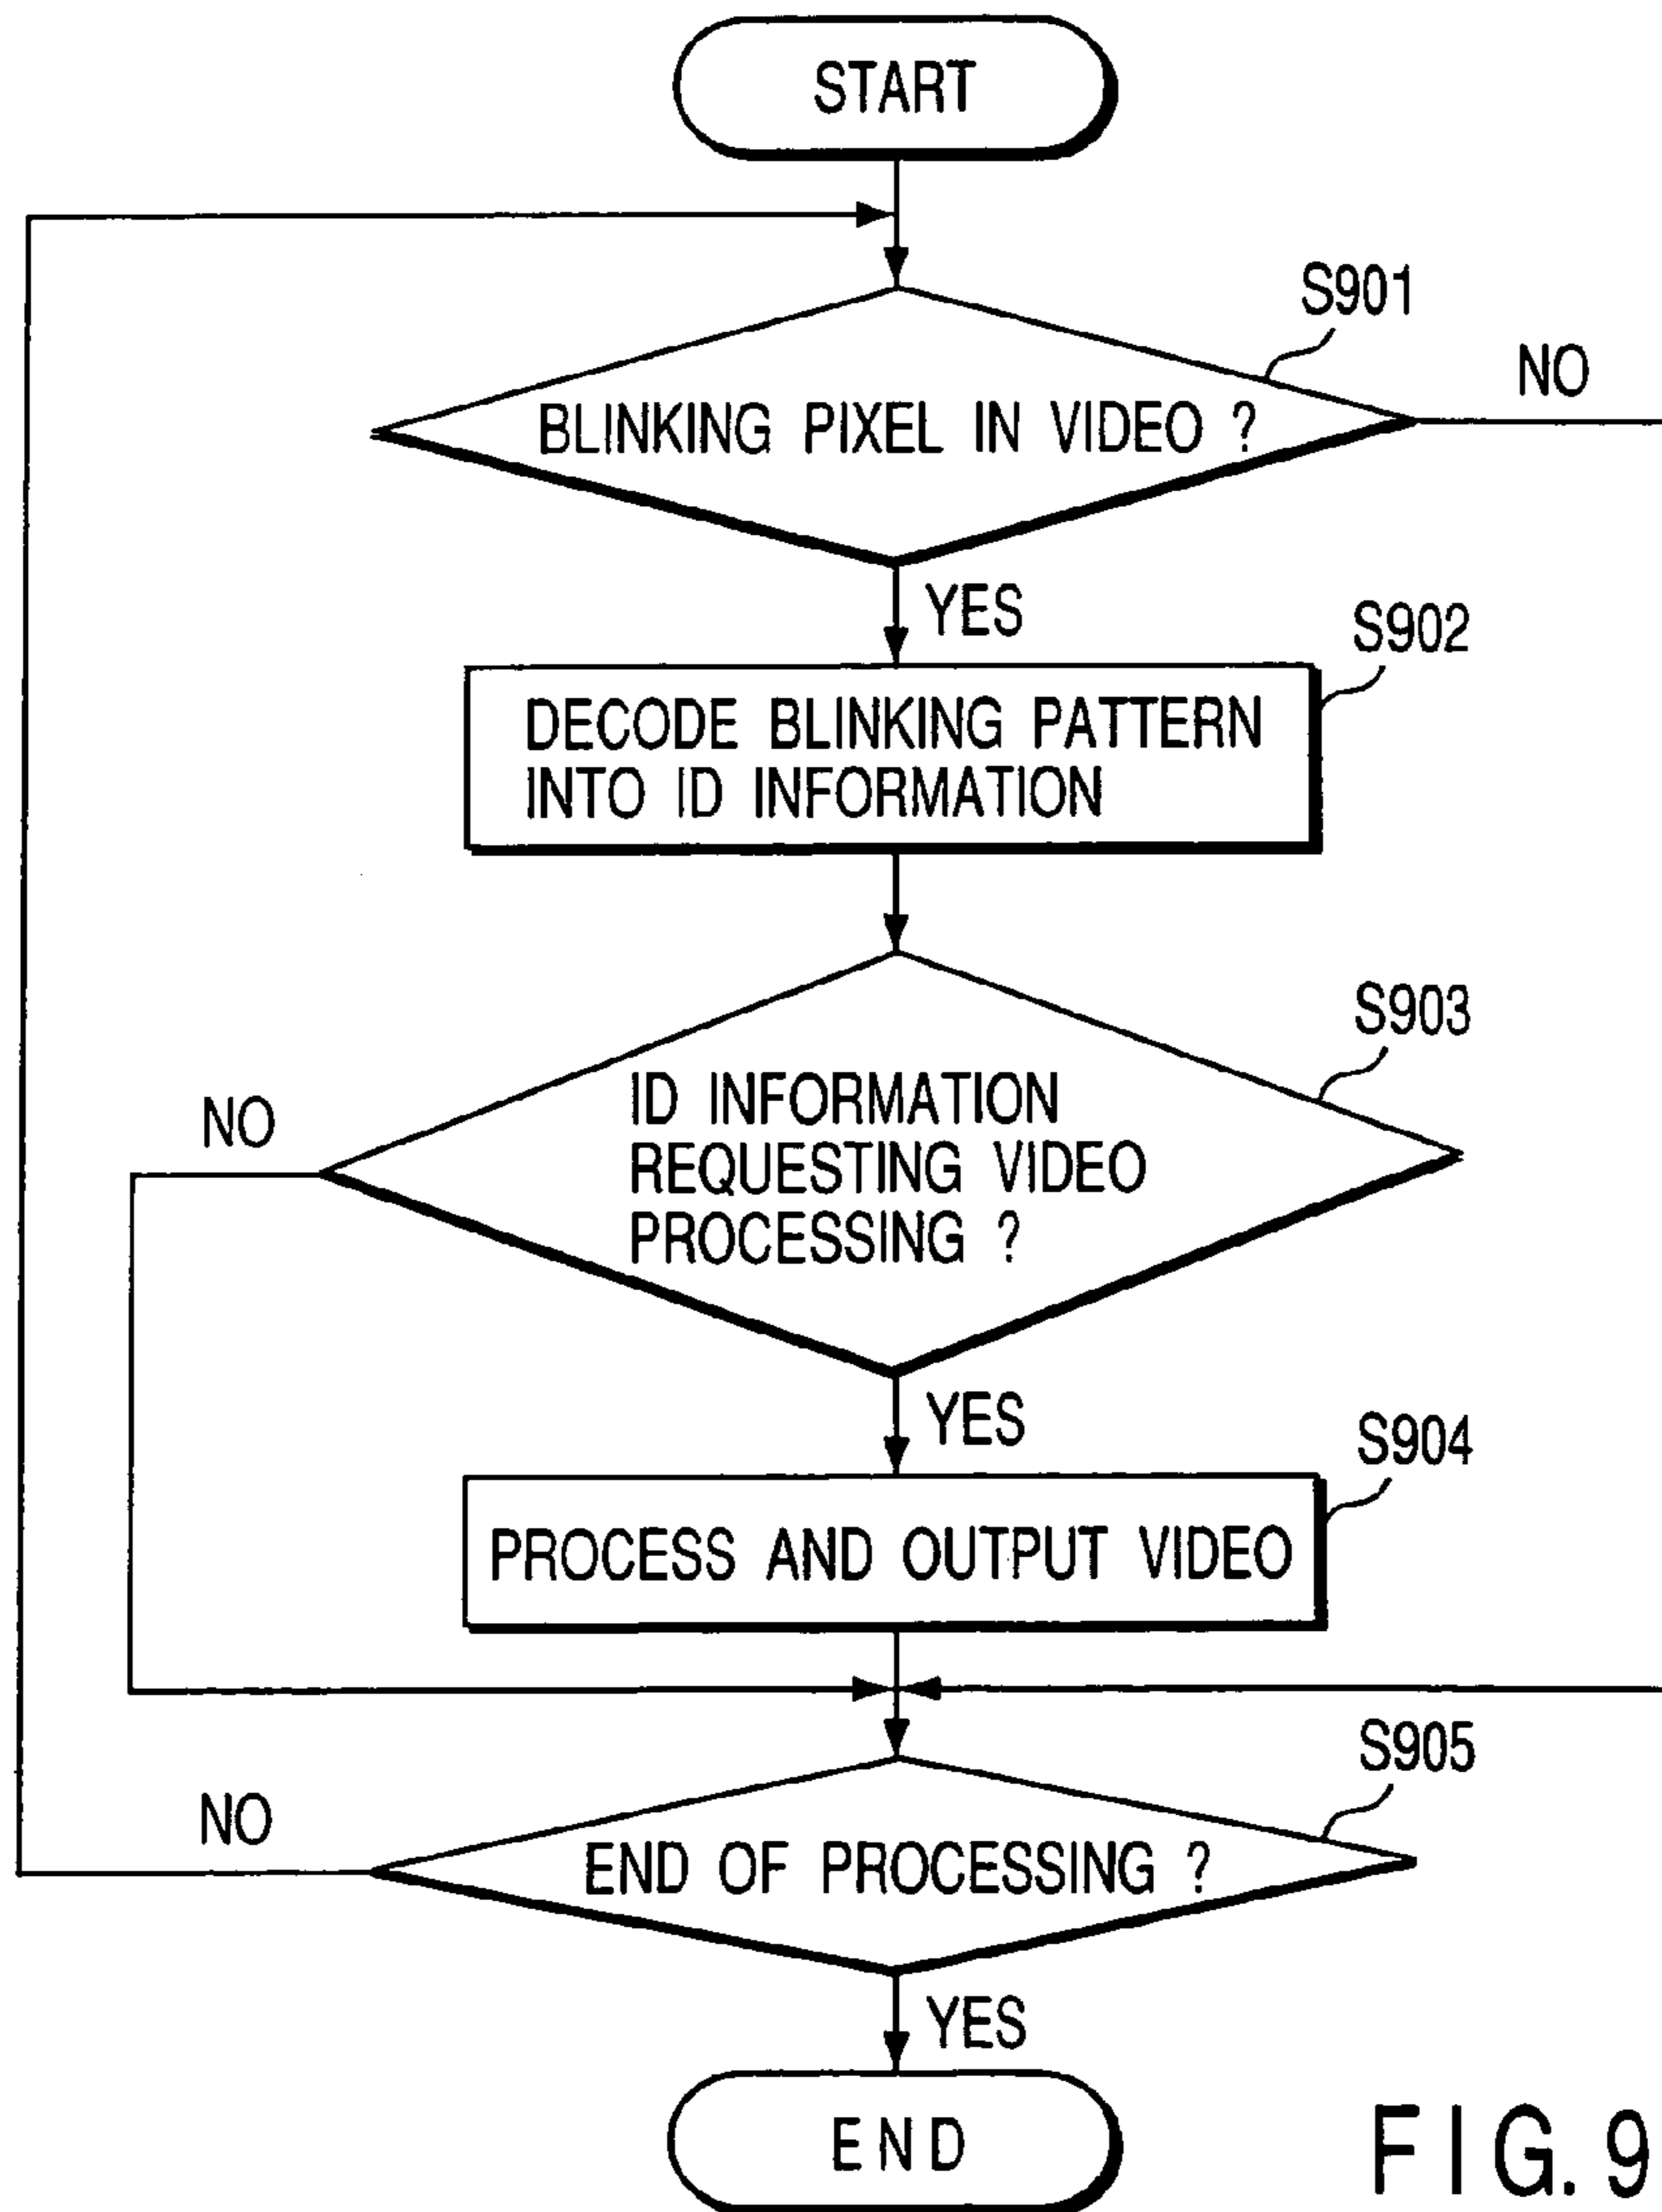 START
S901
NO
BLINKING PIXEL IN VIDEO ?
YES
S902
DECODE BLINKING PATTERN
INTO ID INFORMATION
S903
NO
ID INFORMATION
REQUESTING VIDEO
PROCESSING ?
YES
S904
PROCESS AND OUTPUT VIDEO
S905
NO
END OF PROCESSING ?
YES
END
FIG. 9